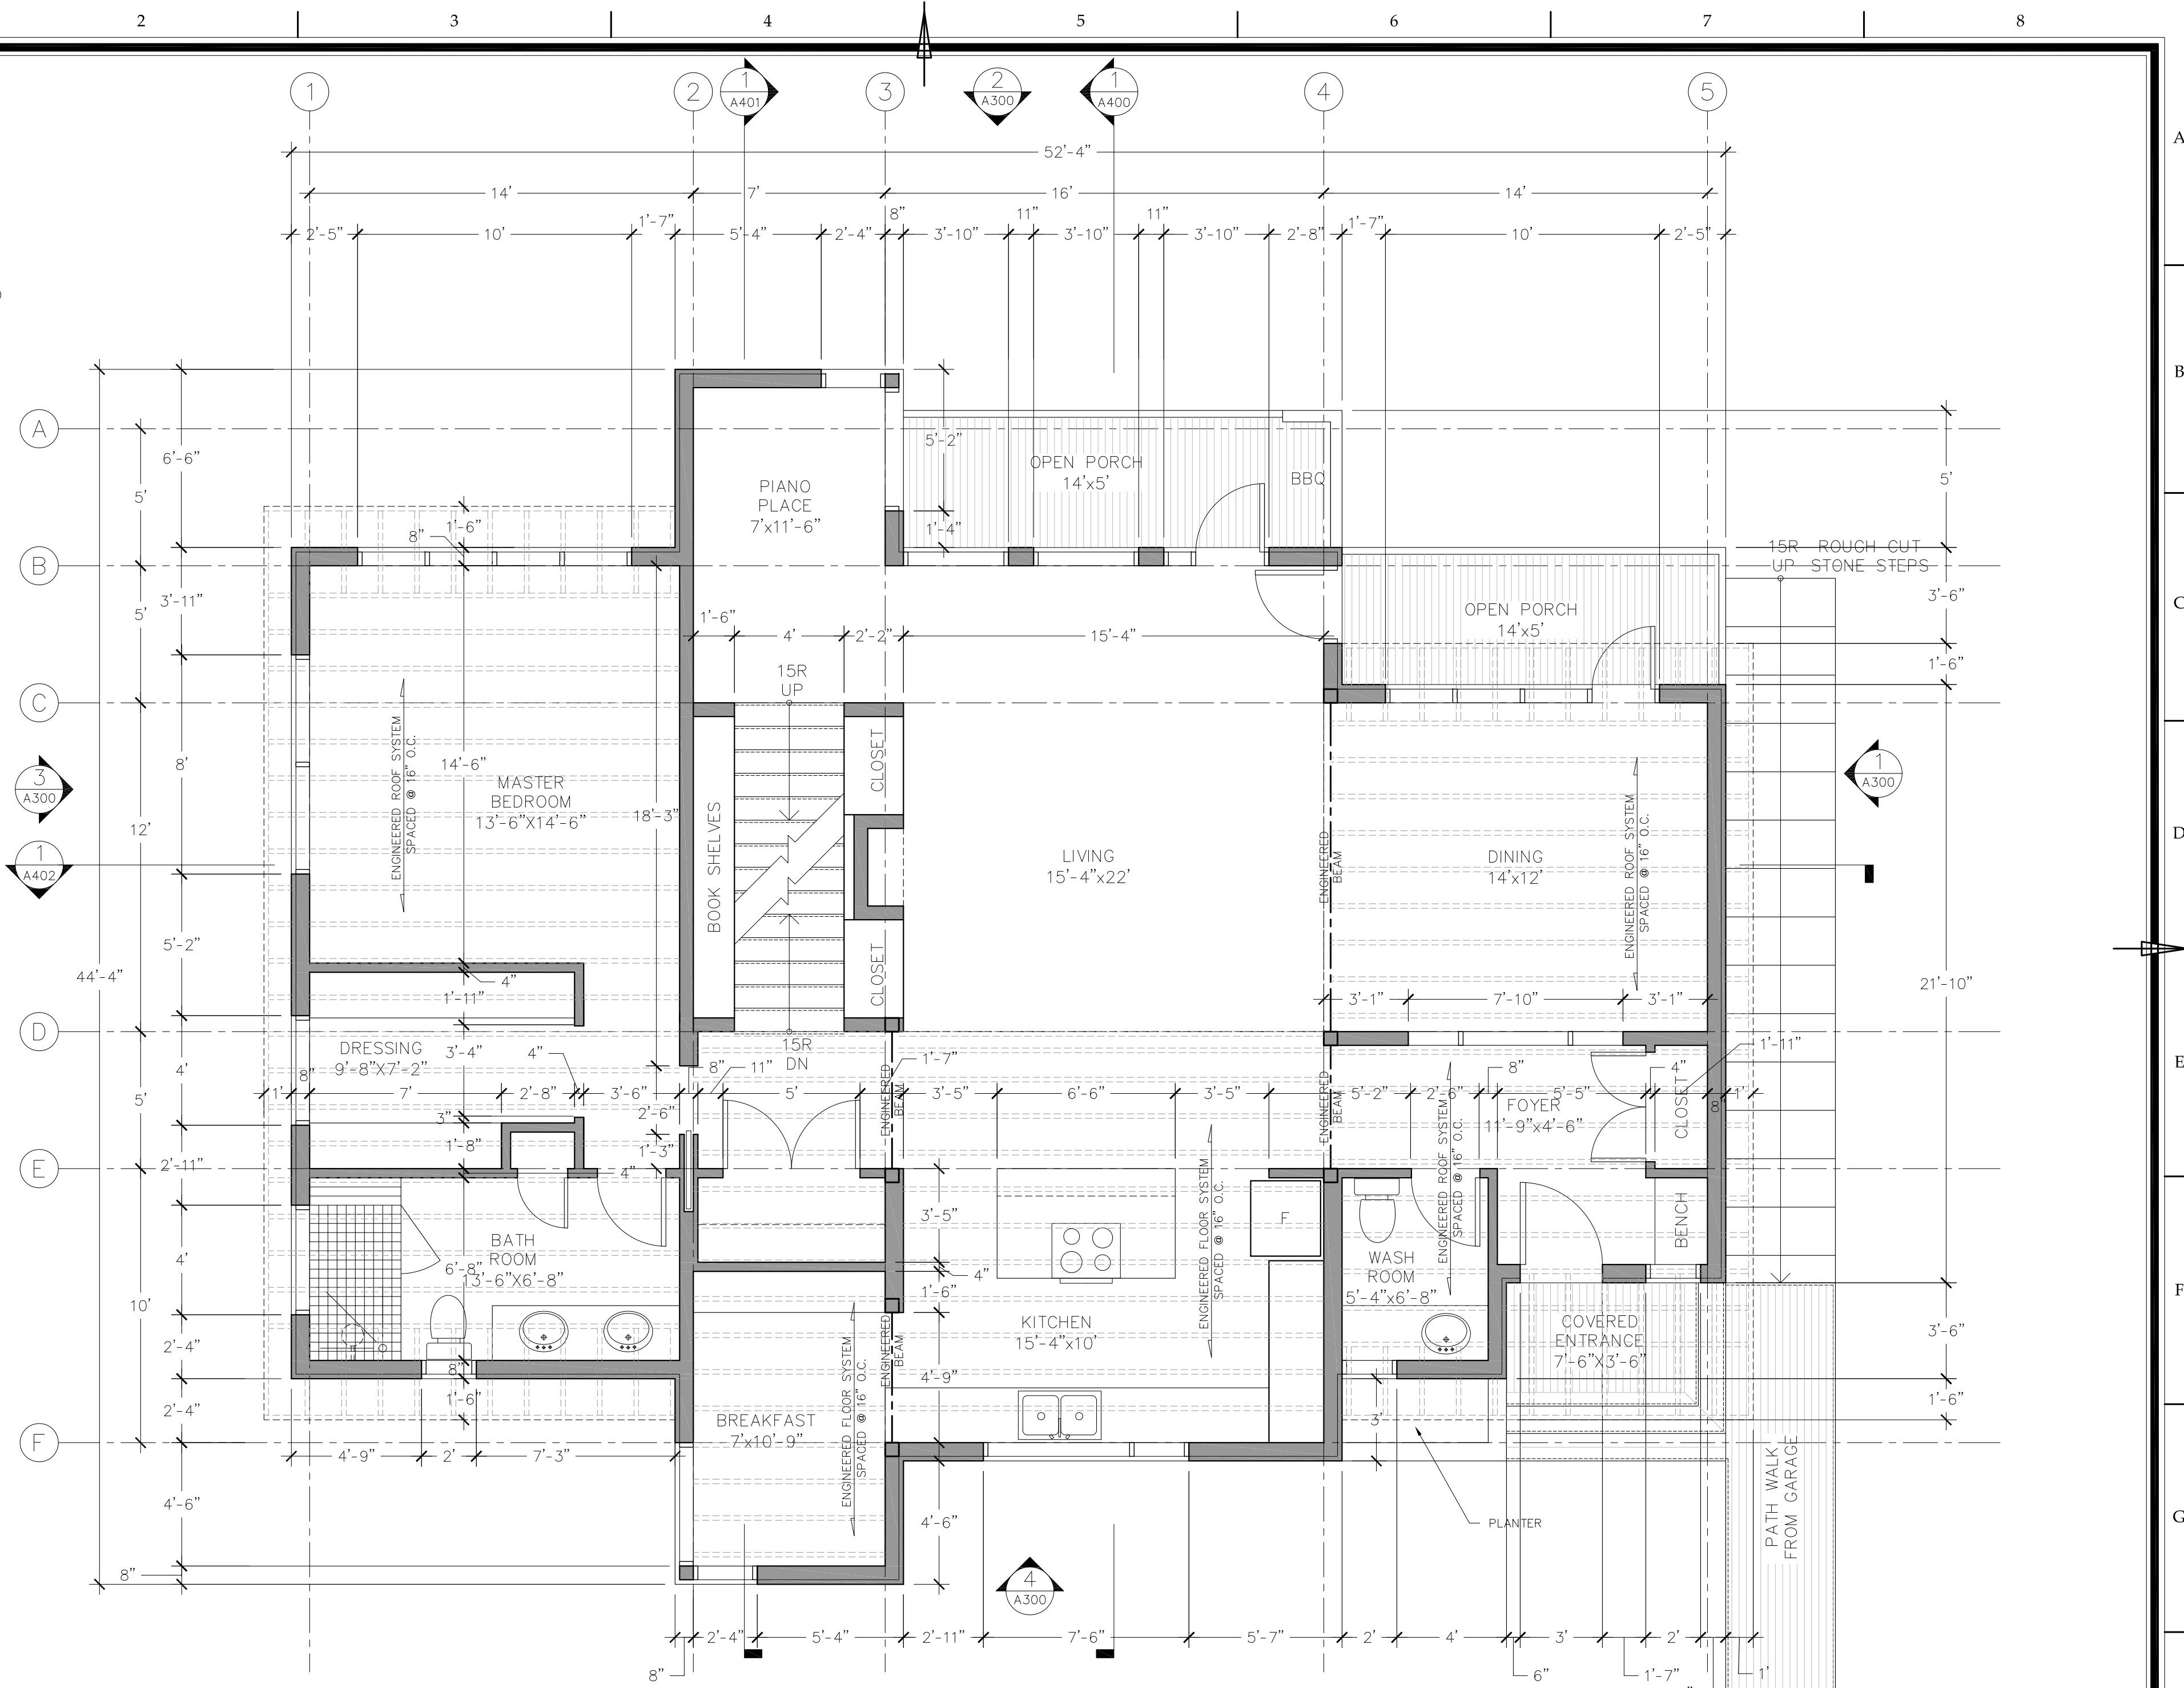 2 3 4 5 6 7 8
1 2 3 4 5
1
A401
2
A300
1
A400
A
52'-4"
14' 7' 16' 14'
8" 11" 11"
1'-7" 1'-7"
2'-5" 10' 5'-4" 2'-4" 3'-10" 3'-10" 3'-10" 2'-8" 10' 2'-5"
B
A
6'-6"
5'
5'-2"
OPEN PORCH
14'x5'
BBQ
5'
PIANO
PLACE
7'x11'-6"
1'-6"
8"
1'-4"
B
15R ROUGH CUT
UP STONE STEPS
3'-11"
5'
3'-6"
C
OPEN PORCH
14'x5'
1'-6"
4' 2'-2" 15'-4"
1'-6"
15R
UP
C
3
A300
1
A402
8'
12'
ENGINEERED ROOF SYSTEM
SPACED @ 16" O.C.
14'-6"
MASTER
BEDROOM
13'-6"X14'-6"
18'-3"
BOOK SHELVES
CLOSET
CLOSET
LIVING
15'-4"x22'
ENGINEERED
BEAM
DINING
14'x12'
ENGINEERED ROOF SYSTEM
SPACED @ 16" O.C.
1
A300
D
5'-2"
44'-4"
4"
1'-11"
3'-1" 7'-10" 3'-1"
21'-10"
D
DRESSING
9'-8"X7'-2"
3'-4"
4"
15R
DN
8" 11"
1'-7"
8"
1'-11"
4"
E
4'
5'
8"
1' 7' 2'-8" 3'-6" 5' 3'-5" 6'-6" 3'-5" 5'-2" 2'-6" 5'-5" 8" 1'
ENGINEERED
BEAM
ENGINEERED
BEAM
FOYER
11'-9"x4'-6"
CLOSET
3"
2'-6"
1'-8"
1'-3"
4"
E
2'-11"
3'-5"
ENGINEERED FLOOR SYSTEM
SPACED @ 16" O.C.
F
ENGINEERED ROOF SYSTEM
SPACED @ 16" O.C.
BENCH
4'
10'
BATH
ROOM
6'-8"
13'-6"X6'-8"
4"
1'-6"
WASH
ROOM
5'-4"x6'-8"
F
2'-4"
8"
1'-6"
ENGINEERED
BEAM
KITCHEN
15'-4"x10'
COVERED
ENTRANCE
7'-6"X3'-6"
3'-6"
2'-4"
4'-9"
1'-6"
BREAKFAST
7'x10'-9"
ENGINEERED FLOOR SYSTEM
SPACED @ 16" O.C.
3'
F
4'-9" 2' 7'-3"
4'-6"
4'-6"
PLANTER
PATH WALK
FROM GARAGE
G
8"
4
A300
2'-4" 5'-4" 2'-11" 7'-6" 5'-7" 2' 4' 3' 2'
8" 6" 1'-7" 1'